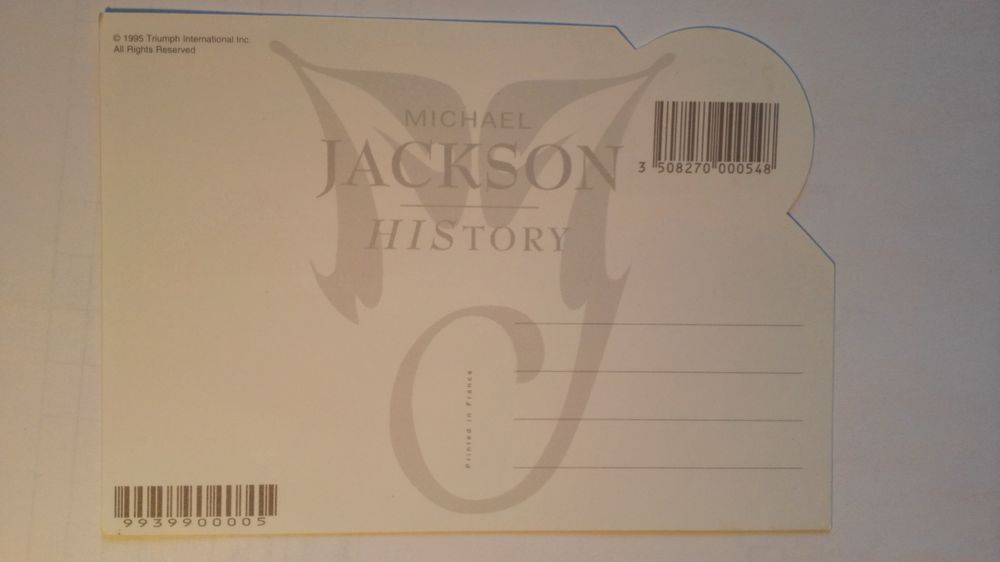 © 1995 Triumph International Inc.
All Rights Reserved
MICHAEL
JACKSON
HISTORY
3 508270 000548
Printed in France
9939900005